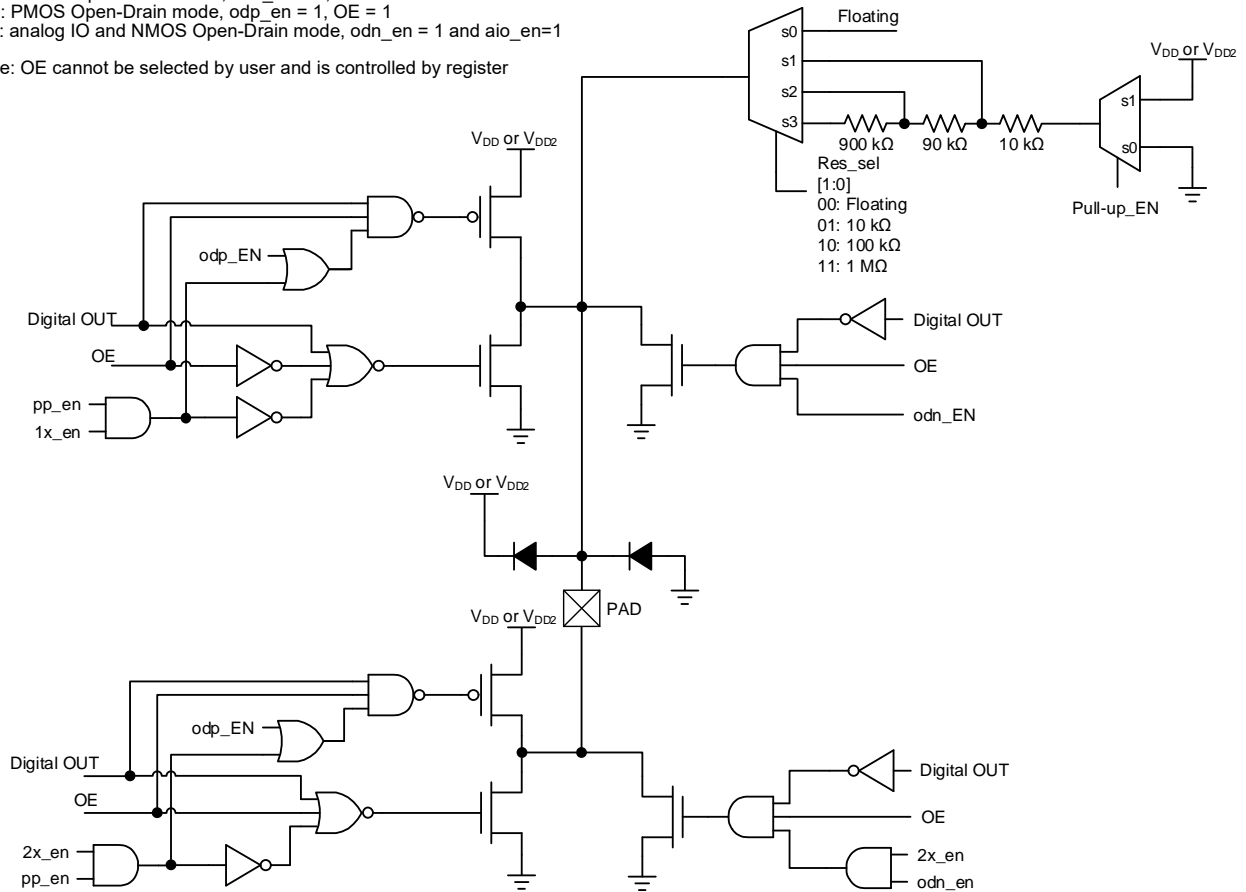 : PMOS Open-Drain mode, odp_en = 1, OE = 1
: analog IO and NMOS Open-Drain mode, odn_en = 1 and aio_en=1
e: OE cannot be selected by user and is controlled by register
Floating
s0
s1
s2
s3
900 kΩ
90 kΩ
10 kΩ
VDD or VDD2
s1
s0
Pull-up_EN
Res_sel
[1:0]
00: Floating
01: 10 kΩ
10: 100 kΩ
11: 1 MΩ
VDD or VDD2
odp_EN
Digital OUT
OE
pp_en
1x_en
Digital OUT
OE
odn_EN
VDD or VDD2
PAD
VDD or VDD2
odp_EN
Digital OUT
OE
2x_en
pp_en
Digital OUT
OE
2x_en
odn_en